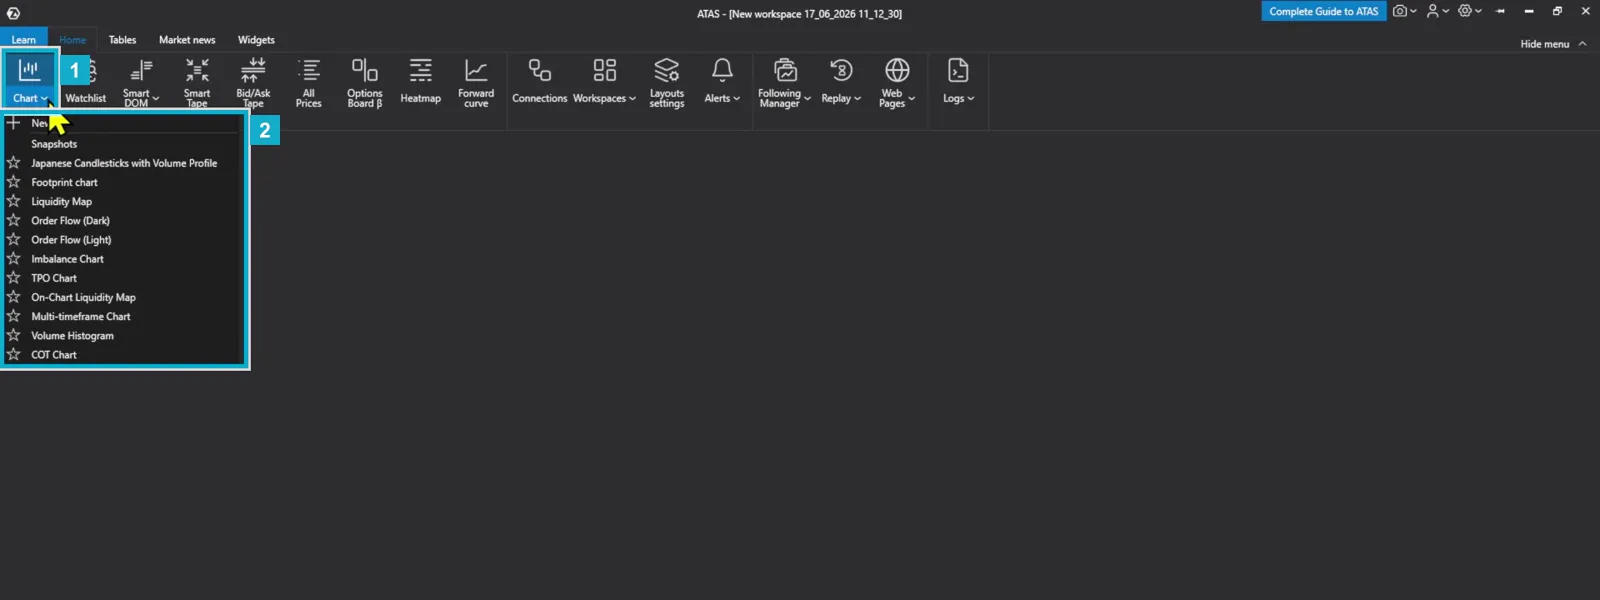 ATAS - [New workspace 17_06_2026 11_12_30]
Complete Guide to ATAS
Learn
Home
Tables
Market news
Widgets
Hide menu
1
Chart
Watchlist
Smart
DOM
Smart
Tape
Bid/Ask
Tape
All
Prices
Options
Board β
Heatmap
Forward
curve
Connections
Workspaces
Layouts
settings
Alerts
Following
Manager
Replay
Web
Pages
Logs
2
Snapshots
Japanese Candlesticks with Volume Profile
Footprint chart
Liquidity Map
Order Flow (Dark)
Order Flow (Light)
Imbalance Chart
TPO Chart
On-Chart Liquidity Map
Multi-timeframe Chart
Volume Histogram
COT Chart